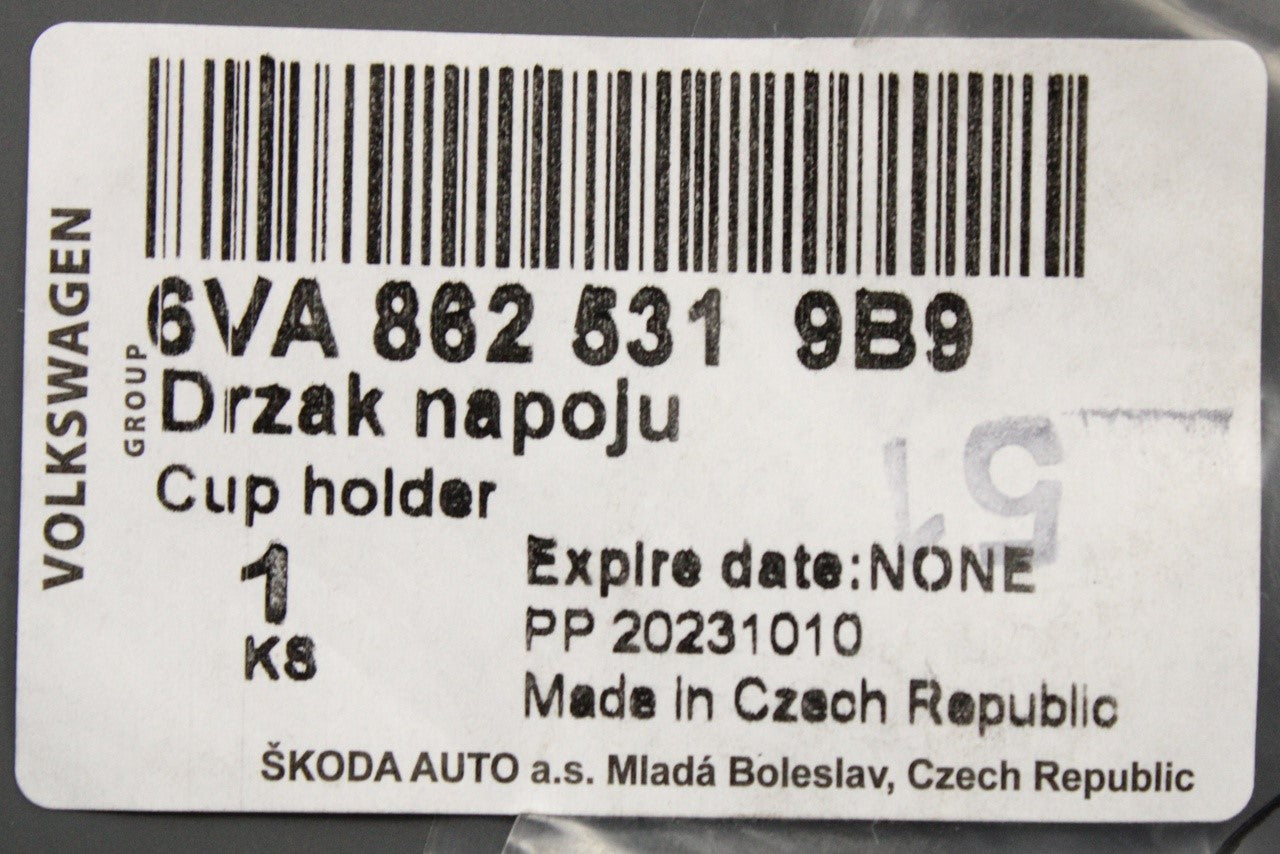 VOLKSWAGEN
GROUP
6VA 862 531 9B9
Drzak napoju
Cup holder
1
KS
Expire date:NONE
PP 20231010
Made in Czech Republic
ŠKODA AUTO a.s. Mladá Boleslav, Czech Republic